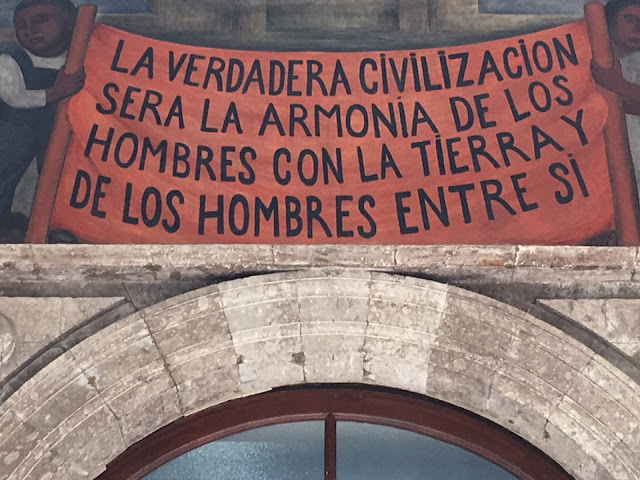 LA VERDADERA CIVILIZACION
SERA LA ARMONIA DE LOS
HOMBRES CON LA TIERRA Y
DE LOS HOMBRES ENTRE SI